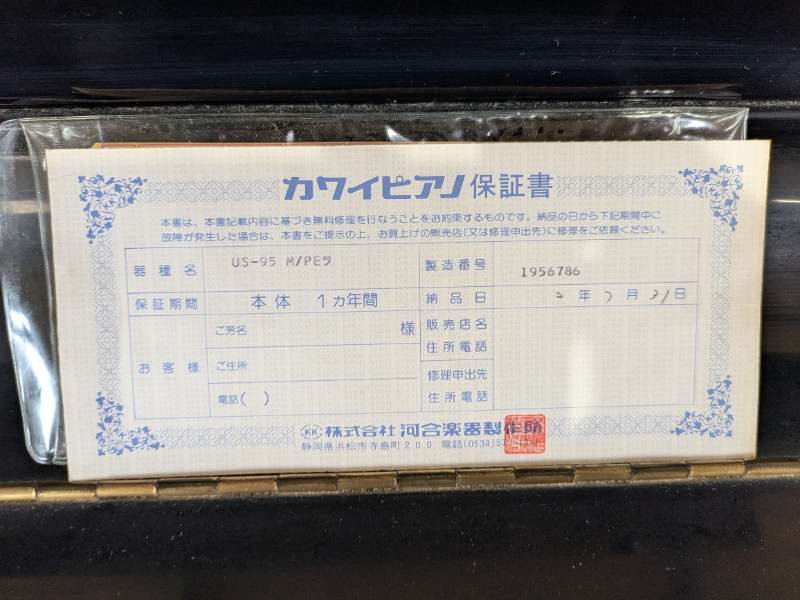 カワイピアノ保証書
本書は、本書記載内容に基づき無料修理を行なうことをお約束するものです。納品の日から下記期間中に
故障が発生した場合は、本書をご提示の上、お買上げの販売店(又は修理申出先)に修理をご依頼ください。
器種名 US-95 M/PEツ 製造番号 1956786
保証期間 本体 1カ年間 納品日 2年7月31日
お客様 ご芳名 様
ご住所
電話( )
販売店名
住所電話
修理申出先
住所電話
KK 株式会社 河合楽器製作所
静岡県浜松市寺島町200 電話(0534)